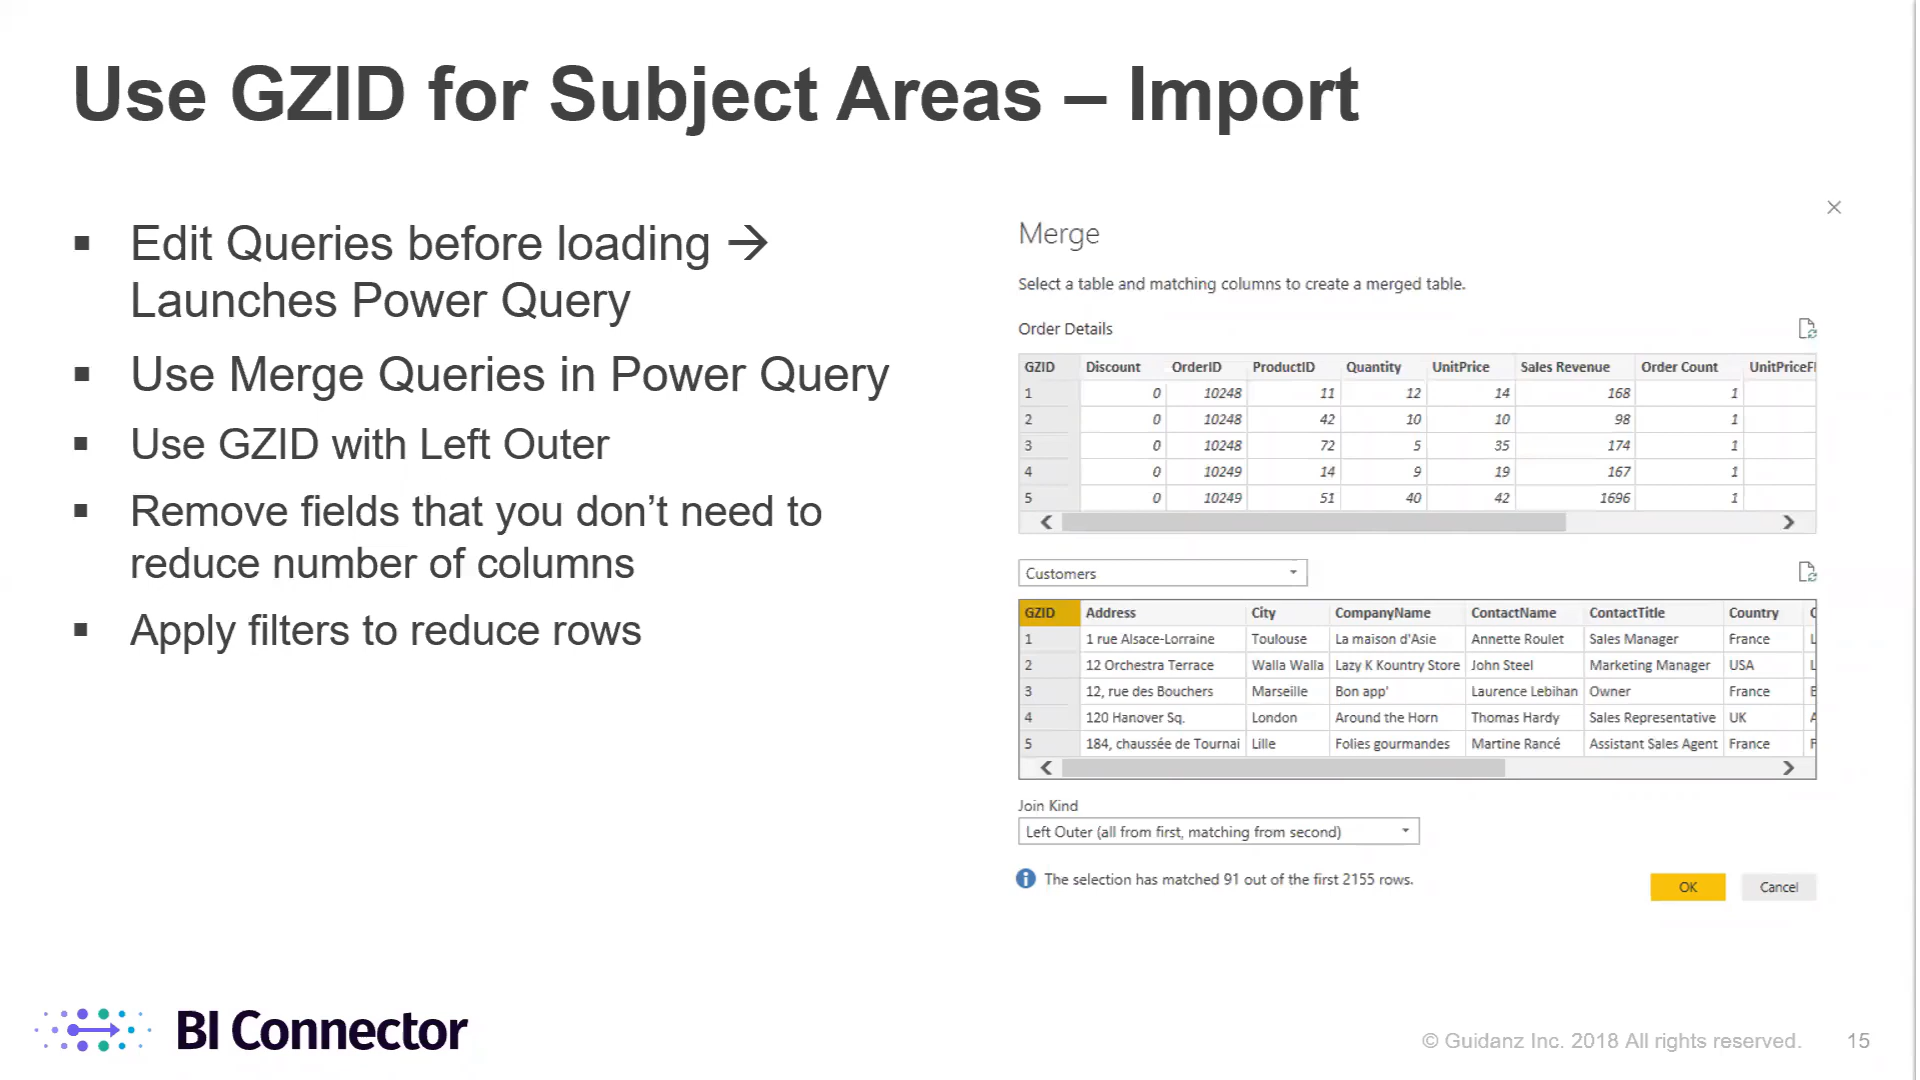 Use GZID for Subject Areas – Import
▪ Edit Queries before loading →
Launches Power Query
▪ Use Merge Queries in Power Query
▪ Use GZID with Left Outer
▪ Remove fields that you don’t need to
reduce number of columns
▪ Apply filters to reduce rows
Merge
Select a table and matching columns to create a merged table.
Order Details
GZID Discount OrderID ProductID Quantity UnitPrice Sales Revenue Order Count
1 0 10248 11 12 14 168 1
2 0 10248 42 10 10 98 1
3 0 10248 72 5 35 174 1
4 0 10249 14 9 19 167 1
5 0 10249 51 40 42 1696 1
Customers
GZID Address City CompanyName ContactName ContactTitle Country
1 1 rue Alsace-Lorraine Toulouse La maison d'Asie Annette Roulet Sales Manager France
2 12 Orchestra Terrace Walla Walla Lazy K Kountry Store John Steel Marketing Manager USA
3 12, rue des Bouchers Marseille Bon app' Laurence Lebihan Owner France
4 120 Hanover Sq. London Around the Horn Thomas Hardy Sales Representative UK
5 184, chaussée de Tournai Lille Folies gourmandes Martine Rancé Assistant Sales Agent France
Join Kind
Left Outer (all from first, matching from second)
The selection has matched 91 out of the first 2155 rows.
OK Cancel
BI Connector
© Guidanz Inc. 2018 All rights reserved. 15